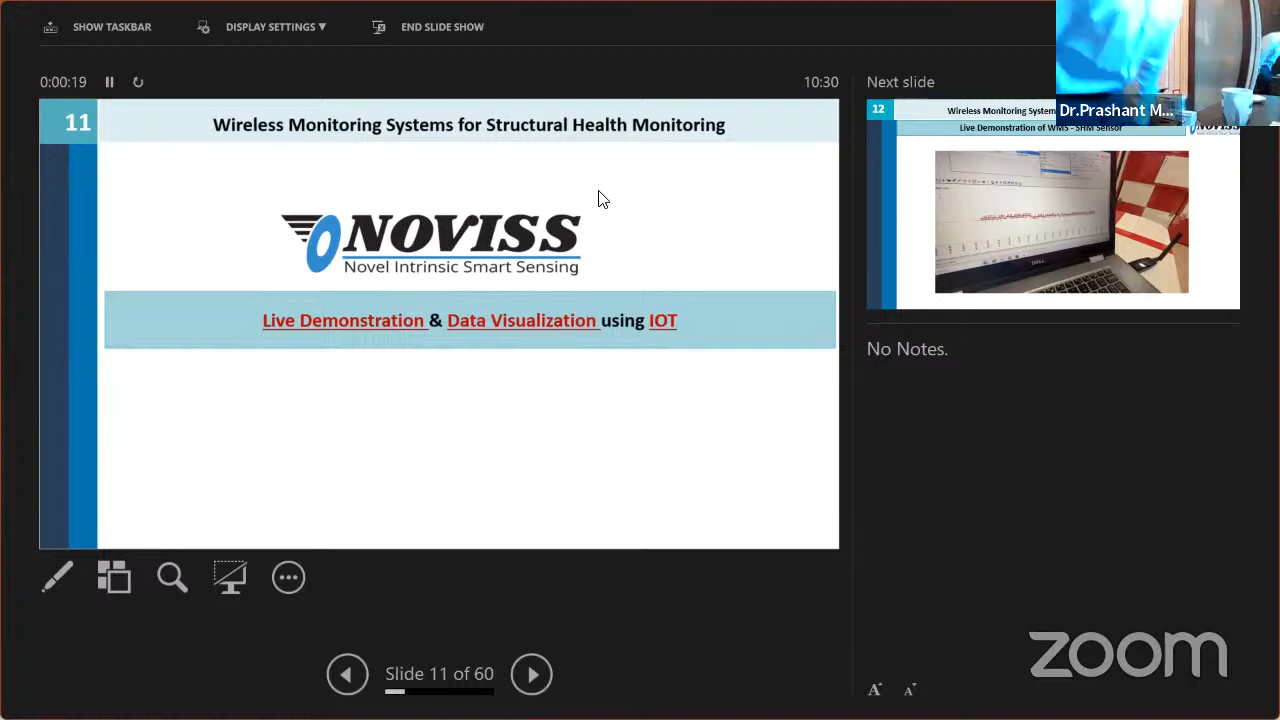 SHOW TASKBAR
DISPLAY SETTINGS ▼
END SLIDE SHOW
0:00:19
10:30
Next slide
11
Wireless Monitoring Systems for Structural Health Monitoring
NOVISS
Novel Intrinsic Smart Sensing
Live Demonstration & Data Visualization using IOT
12
Wireless Monitoring Systems
Live Demonstration of WMS - SHM Sensor
DELL
Dr.Prashant M...
No Notes.
Slide 11 of 60
A A
zoom